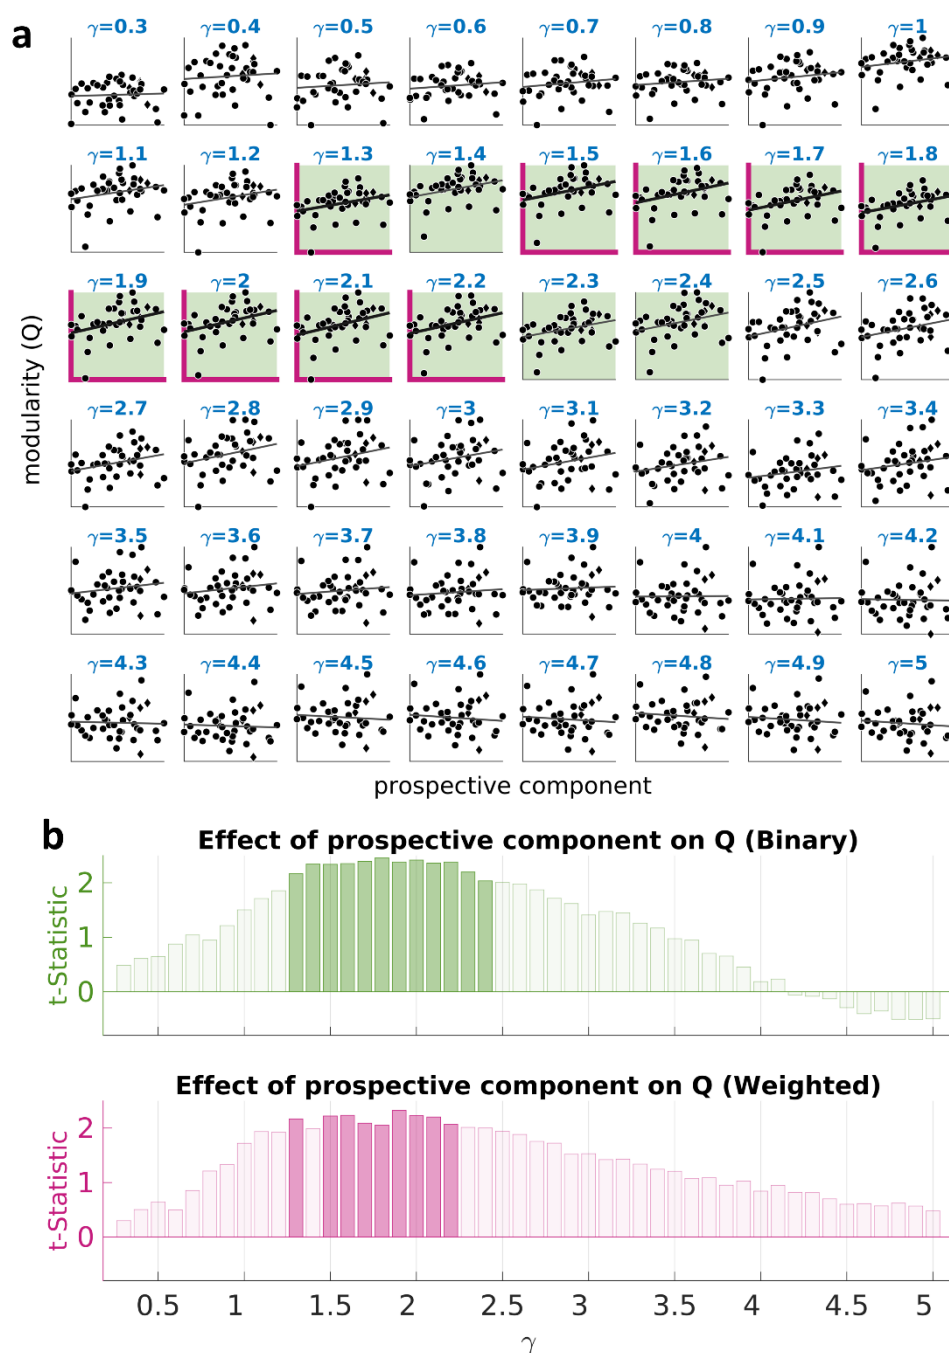 a
γ=0.3 γ=0.4 γ=0.5 γ=0.6 γ=0.7 γ=0.8 γ=0.9 γ=1
γ=1.1 γ=1.2 γ=1.3 γ=1.4 γ=1.5 γ=1.6 γ=1.7 γ=1.8
γ=1.9 γ=2 γ=2.1 γ=2.2 γ=2.3 γ=2.4 γ=2.5 γ=2.6
γ=2.7 γ=2.8 γ=2.9 γ=3 γ=3.1 γ=3.2 γ=3.3 γ=3.4
γ=3.5 γ=3.6 γ=3.7 γ=3.8 γ=3.9 γ=4 γ=4.1 γ=4.2
γ=4.3 γ=4.4 γ=4.5 γ=4.6 γ=4.7 γ=4.8 γ=4.9 γ=5
modularity (Q)
prospective component
b
Effect of prospective component on Q (Binary)
t-Statistic
2
1
0
Effect of prospective component on Q (Weighted)
t-Statistic
2
1
0
0.5 1 1.5 2 2.5 3 3.5 4 4.5 5
γ